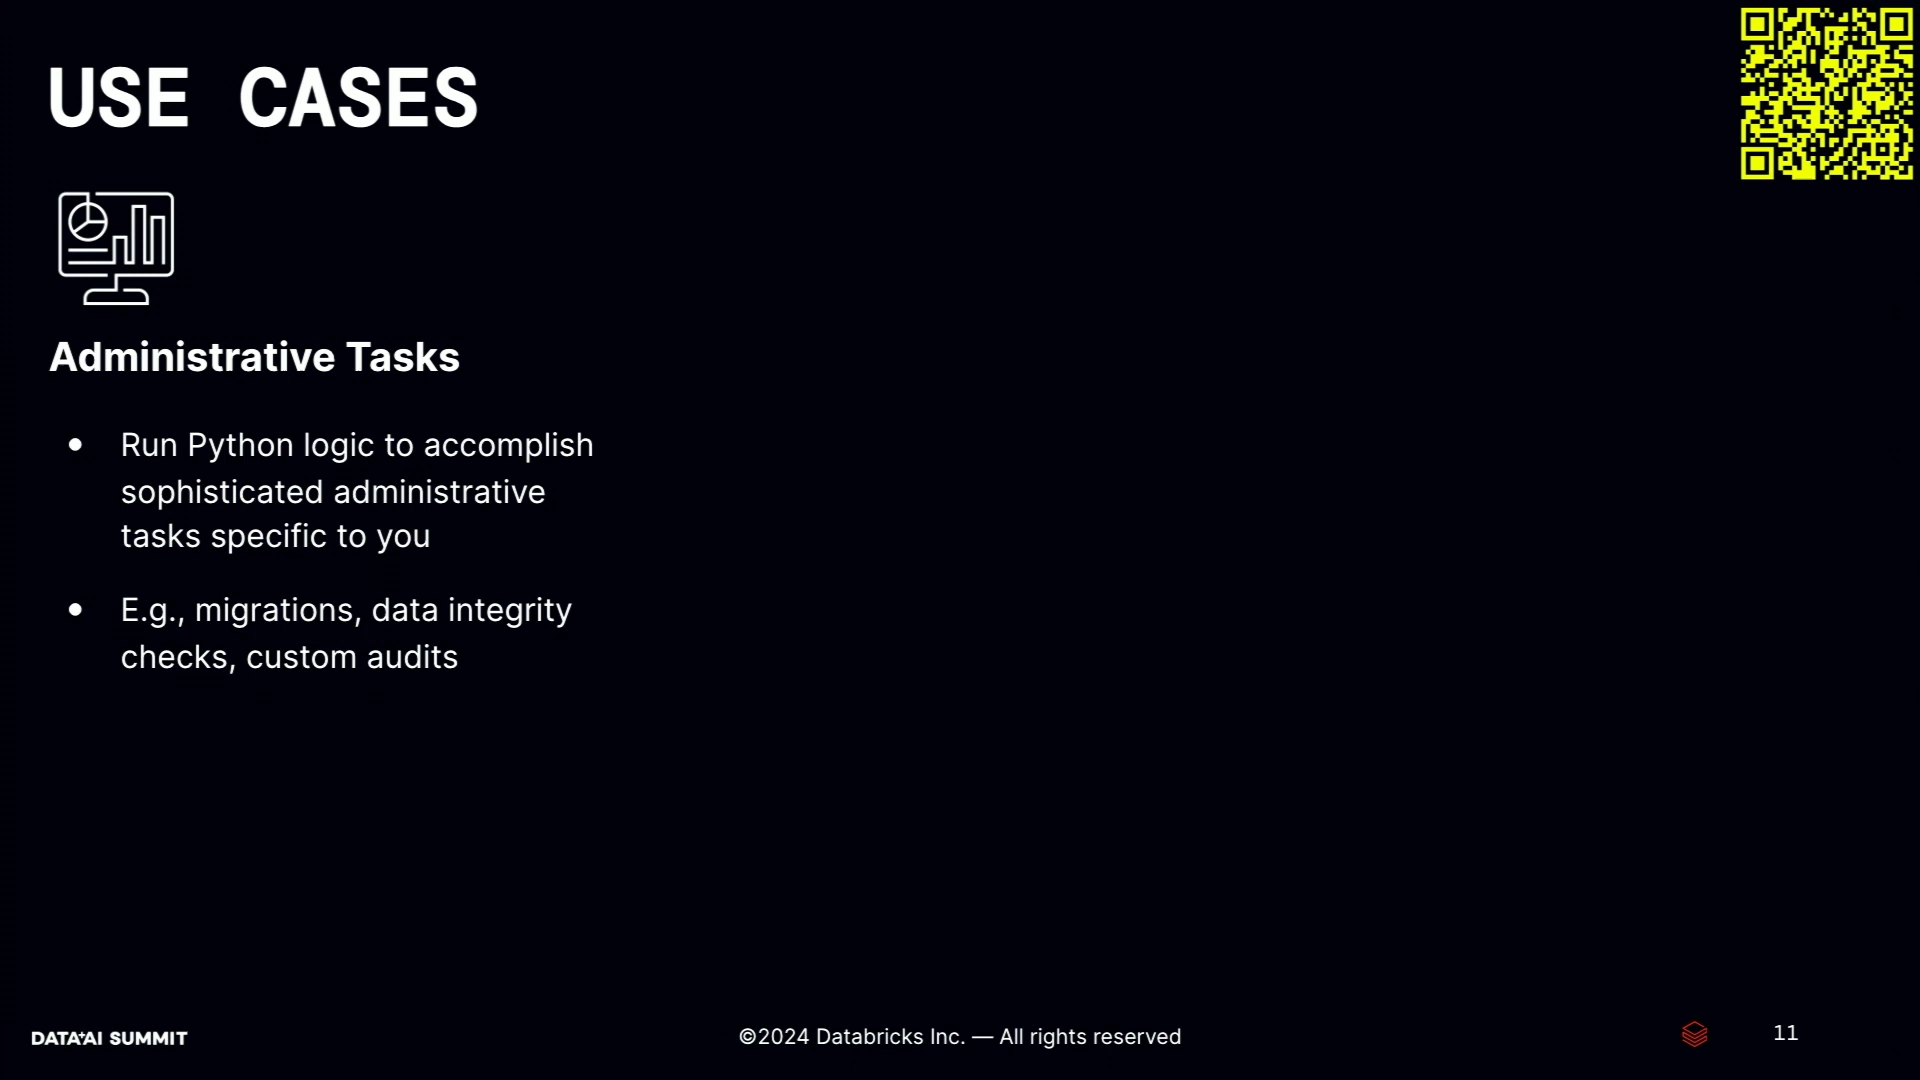 USE CASES
Administrative Tasks
Run Python logic to accomplish
sophisticated administrative
tasks specific to you
E.g., migrations, data integrity
checks, custom audits
DATA+AI SUMMIT
©2024 Databricks Inc. — All rights reserved
11